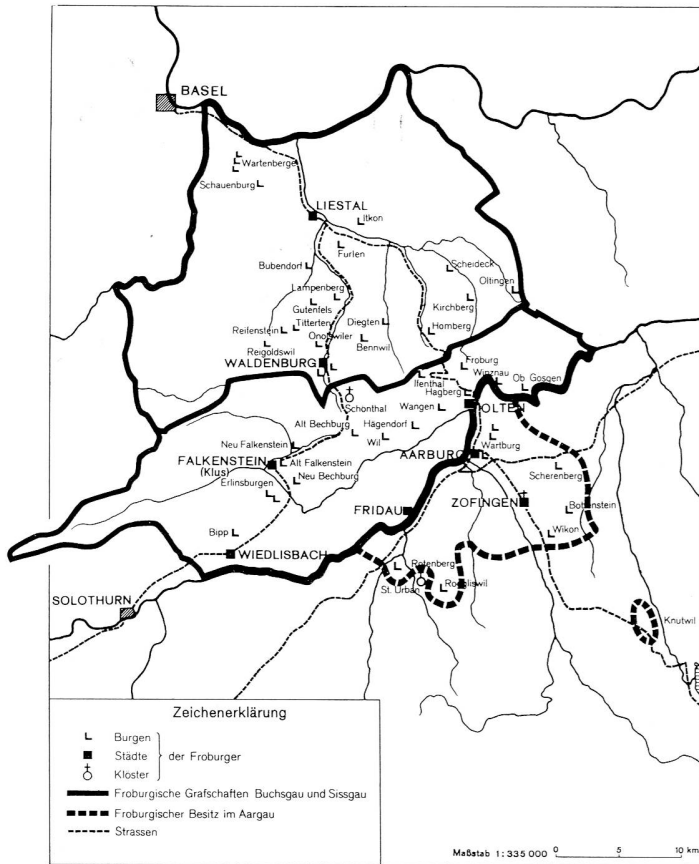 BASEL
Wartenberge
Schauenburg
LIESTAL
Itkon
Furlen
Bubendorf
Scheideck
Oltingen
Lampenberg
Gutenfels
Kirchberg
Titterten
Diegten
Reifenstein
Onolswiler
Homberg
Reigoldswil
Bennwil
WALDENBURG
Froburg
Winznau
Ifenthal
Ob Gosgen
Hagberg
Schonthal
Wangen
OLTEN
Alt Bechburg
Hägendorf
Wil
Wartburg
Neu Falkenstein
AARBURG
FALKENSTEIN
(Klus)
Alt Falkenstein
Scherenberg
Neu Bechburg
Erlinsburgen
ZOFINGEN
FRIDAU
Bottenstein
Bipp
Wikon
WIEDLISBACH
Rotenberg
St. Urban
Roggliswil
SOLOTHURN
Knutwil
Zeichenerklärung
Burgen
Städte
der Froburger
Klöster
Froburgische Grafschaften Buchsgau und Sissgau
Froburgischer Besitz im Aargau
Strassen
Maßstab 1:335 000
0 5 10 km